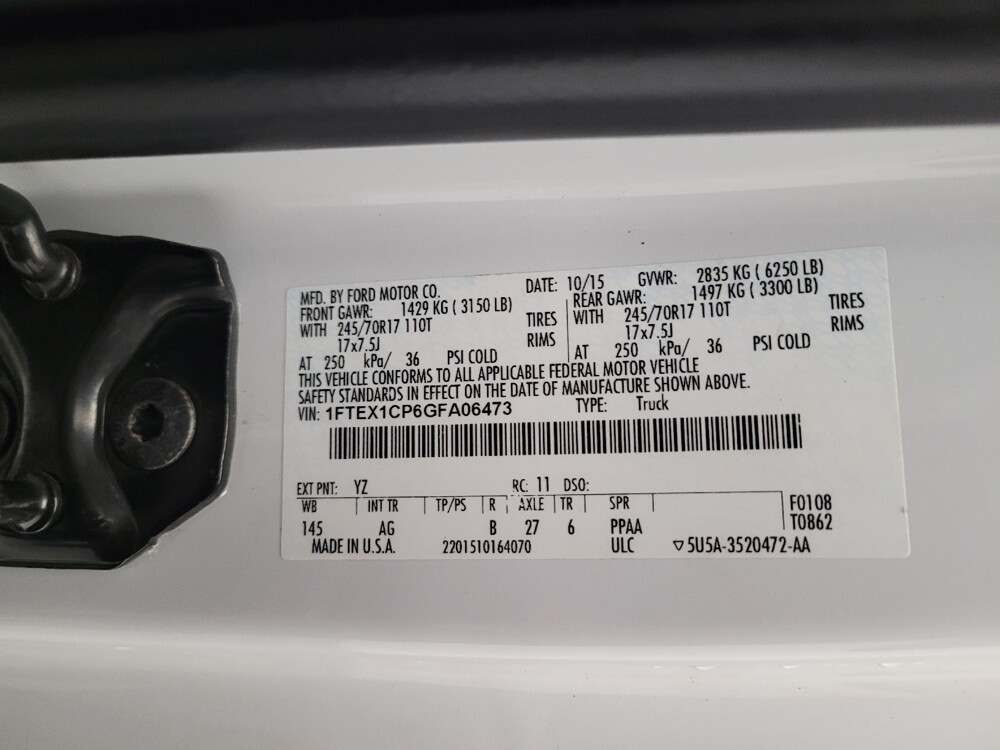 MFD. BY FORD MOTOR CO. DATE: 10/15 GVWR: 2835 KG ( 6250 LB)
FRONT GAWR: 1429 KG ( 3150 LB) REAR GAWR: 1497 KG ( 3300 LB)
WITH 245/70R17 110T TIRES WITH 245/70R17 110T TIRES
17x7.5J RIMS 17x7.5J RIMS
AT 250 kPa/ 36 PSI COLD AT 250 kPa/ 36 PSI COLD
THIS VEHICLE CONFORMS TO ALL APPLICABLE FEDERAL MOTOR VEHICLE
SAFETY STANDARDS IN EFFECT ON THE DATE OF MANUFACTURE SHOWN ABOVE.
VIN: 1FTEX1CP6GFA06473 TYPE: Truck
EXT PNT: YZ RC: 11 DSO:
WB INT TR TP/PS R AXLE TR SPR F0108
145 AG B 27 6 PPAA T0862
MADE IN U.S.A. 2201510164070 ULC ▽5U5A-3520472-AA